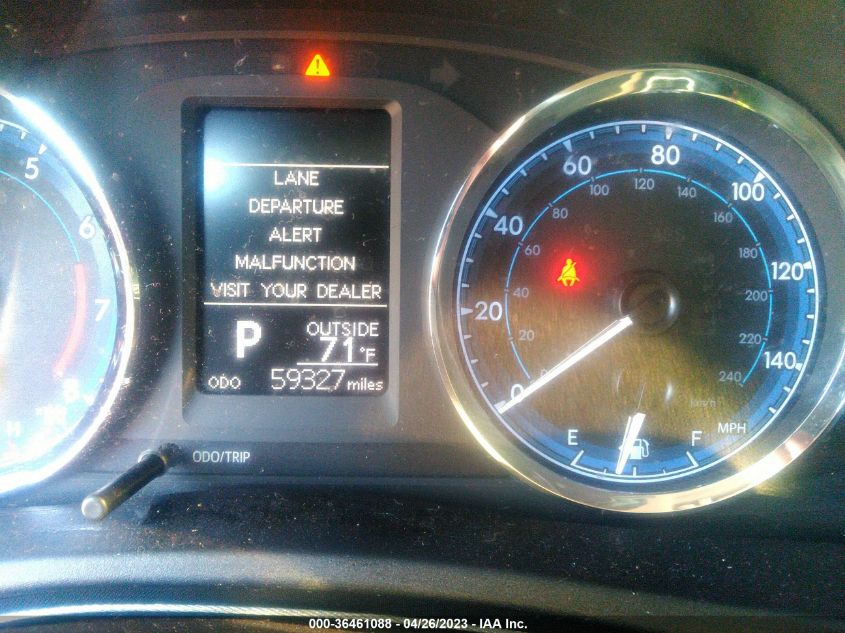 LANE
DEPARTURE
ALERT
MALFUNCTION
VISIT YOUR DEALER
P
OUTSIDE
71°F
ODO 59327 miles
ODO/TRIP
5
6
7
8
H
0
20
40
60
80
100
120
140
MPH
0
20
40
60
80
100
120
140
160
180
200
220
240
km/h
E
F
000-36461088 - 04/26/2023 - IAA Inc.